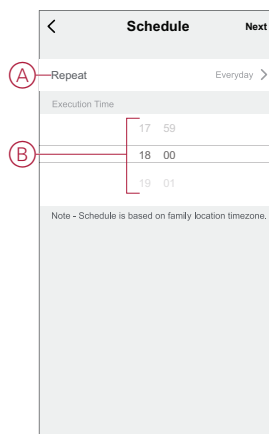 < Schedule Next
A Repeat Everyday >
Execution Time
17 59
B 18 00
19 01
Note - Schedule is based on family location timezone.